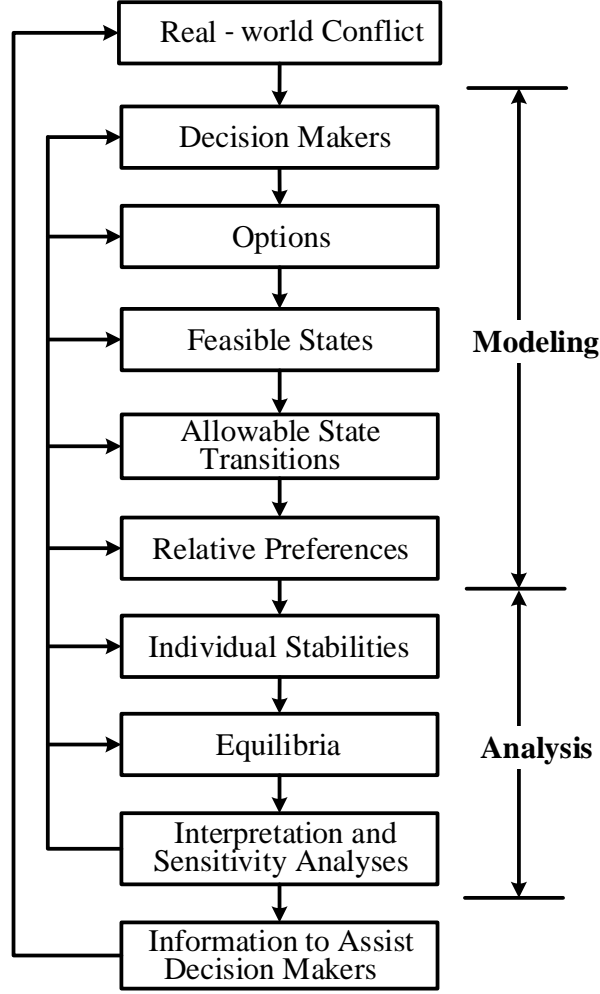 Real - world Conflict
Decision Makers
Options
Feasible States
Modeling
Allowable State
Transitions
Relative Preferences
Individual Stabilities
Equilibria
Analysis
Interpretation and
Sensitivity Analyses
Information to Assist
Decision Makers